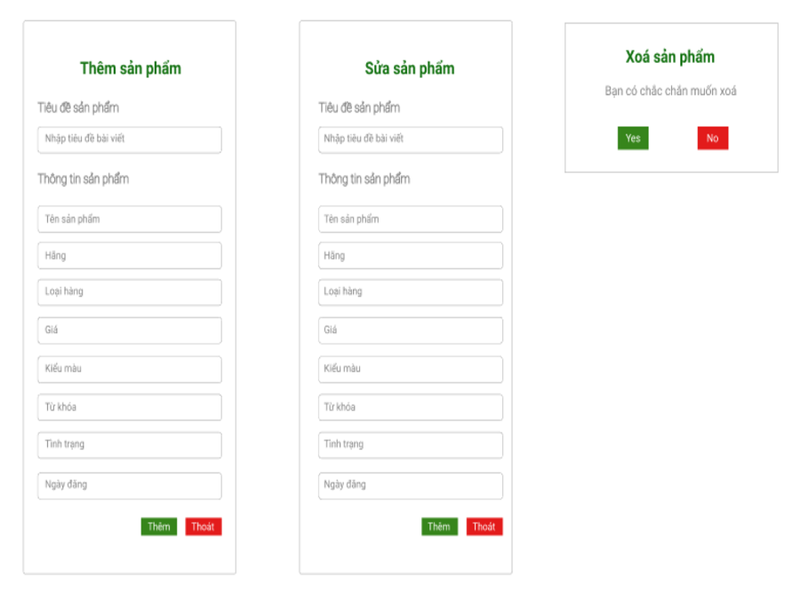 Thêm sản phẩm
Tiêu đề sản phẩm
Nhập tiêu đề bài viết
Thông tin sản phẩm
Tên sản phẩm
Hãng
Loại hàng
Giá
Kiểu màu
Từ khóa
Tình trạng
Ngày đăng
Thêm
Thoát
Sửa sản phẩm
Tiêu đề sản phẩm
Nhập tiêu đề bài viết
Thông tin sản phẩm
Tên sản phẩm
Hãng
Loại hàng
Giá
Kiểu màu
Từ khóa
Tình trạng
Ngày đăng
Thêm
Thoát
Xoá sản phẩm
Bạn có chắc chắn muốn xoá
Yes
No